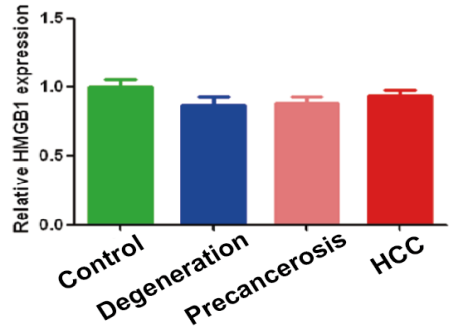 Relative HMGB1 expression
1.5
1.0
0.5
0.0
Control
Degeneration
Precancerosis
HCC